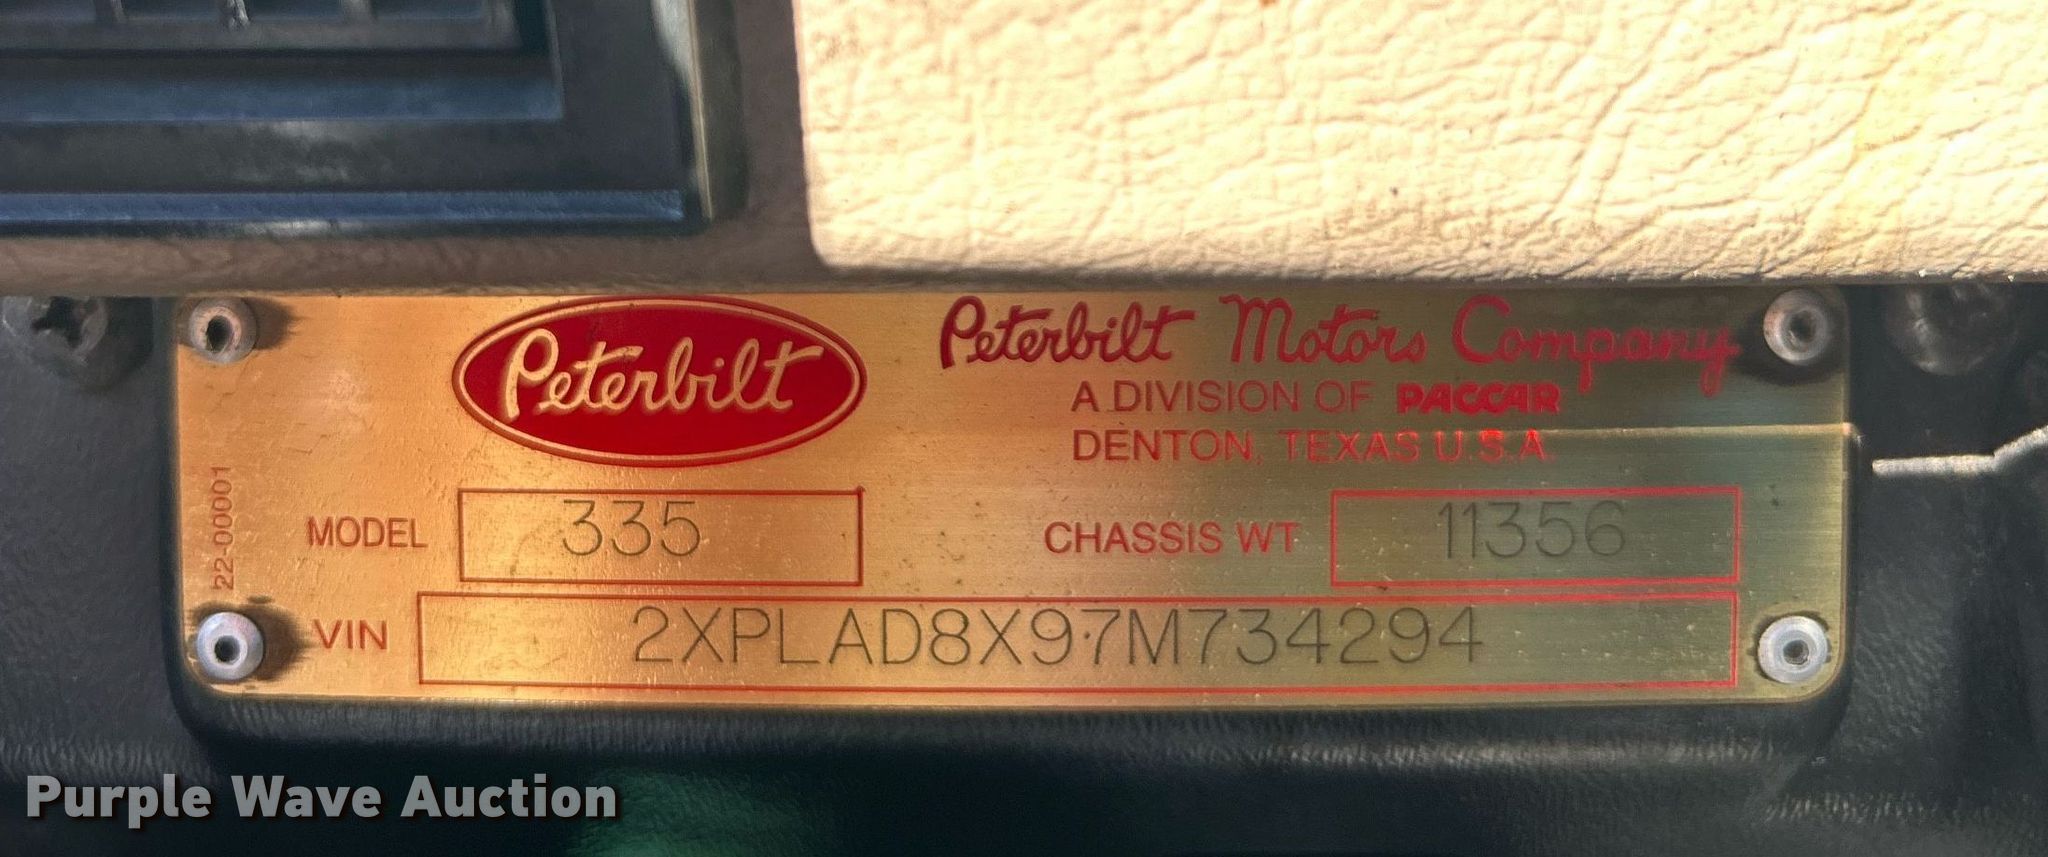 Peterbilt
Peterbilt Motors Company
A DIVISION OF PACCAR
DENTON, TEXAS U.S.A.
22-00001
MODEL 335
CHASSIS WT 11356
VIN 2XPLAD8X97M734294
Purple Wave Auction